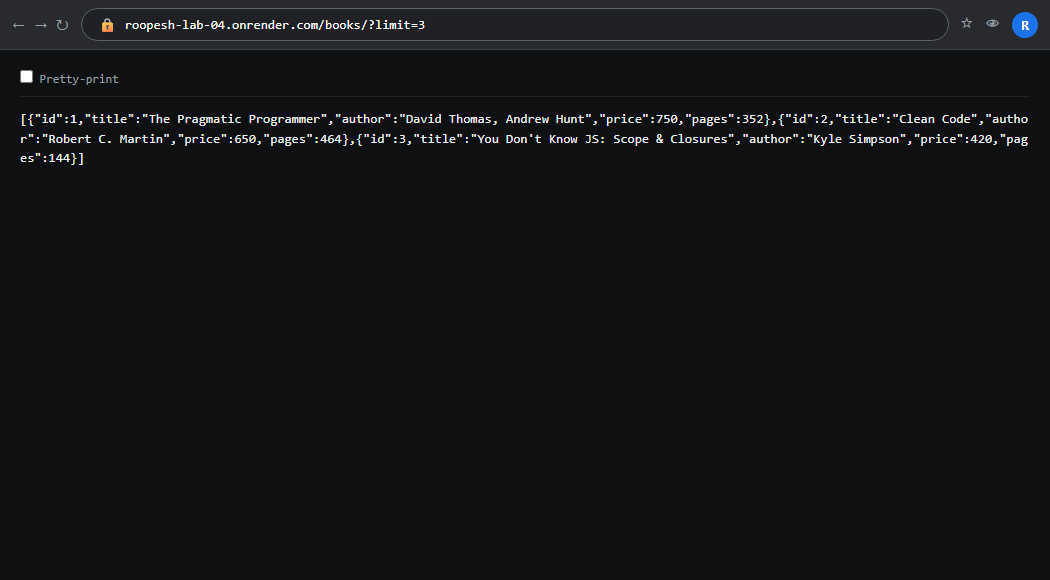 roopesh-lab-04.onrender.com/books/?limit=3
R
Pretty-print
[{"id":1,"title":"The Pragmatic Programmer","author":"David Thomas, Andrew Hunt","price":750,"pages":352},{"id":2,"title":"Clean Code","autho
r":"Robert C. Martin","price":650,"pages":464},{"id":3,"title":"You Don't Know JS: Scope & Closures","author":"Kyle Simpson","price":420,"pag
es":144}]